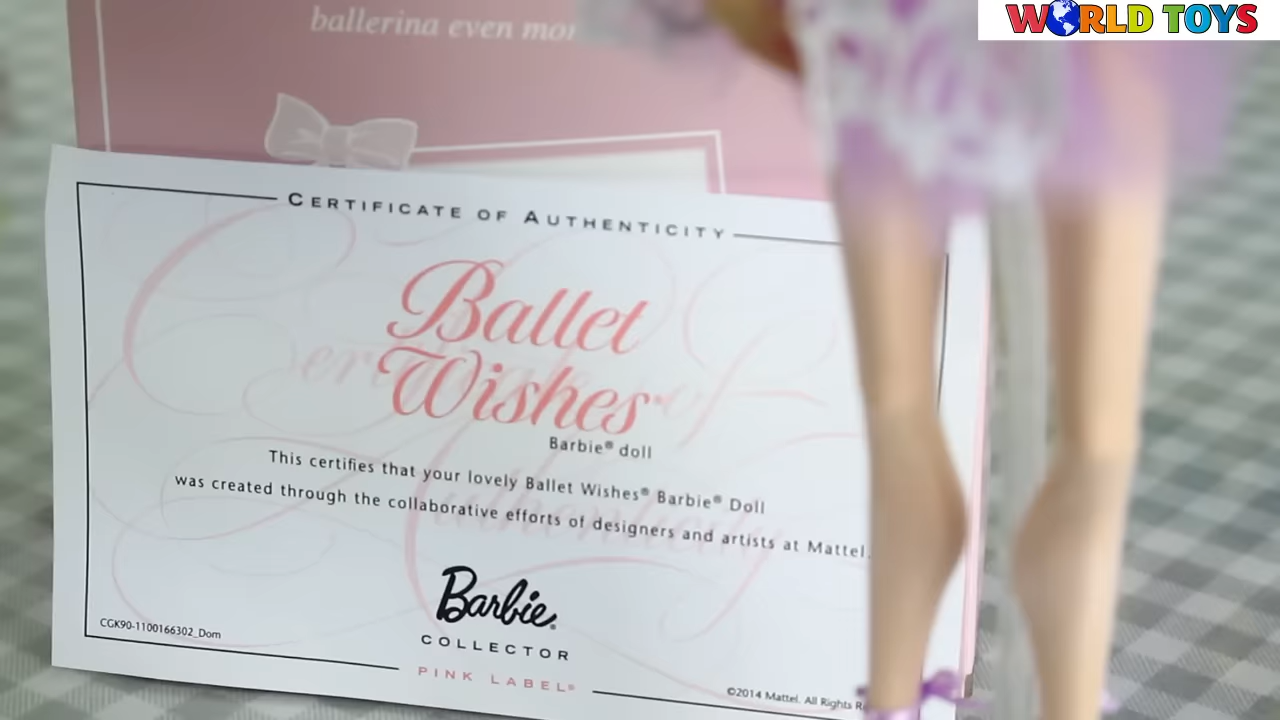 WORLD TOYS
ballerina even mor
CERTIFICATE OF AUTHENTICITY
Ballet
Wishes
Barbie® doll
This certifies that your lovely Ballet Wishes® Barbie® Doll
was created through the collaborative efforts of designers and artists at Mattel.
Barbie®
COLLECTOR
PINK LABEL®
CGK90-1100166302_Dom
©2014 Mattel. All Rights R